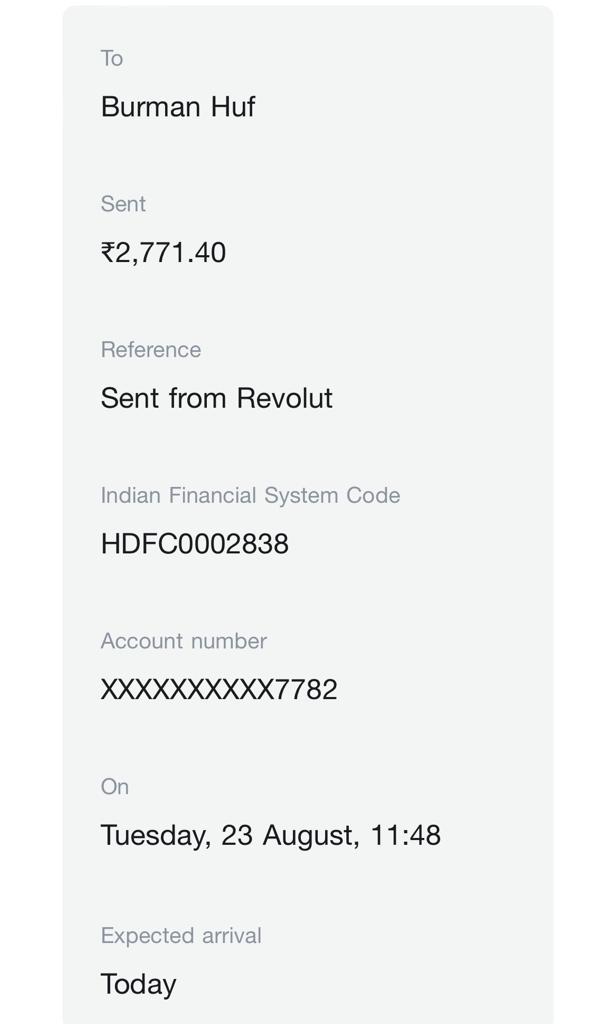 To
Burman Huf
Sent
₹2,771.40
Reference
Sent from Revolut
Indian Financial System Code
HDFC0002838
Account number
XXXXXXXXXX7782
On
Tuesday, 23 August, 11:48
Expected arrival
Today